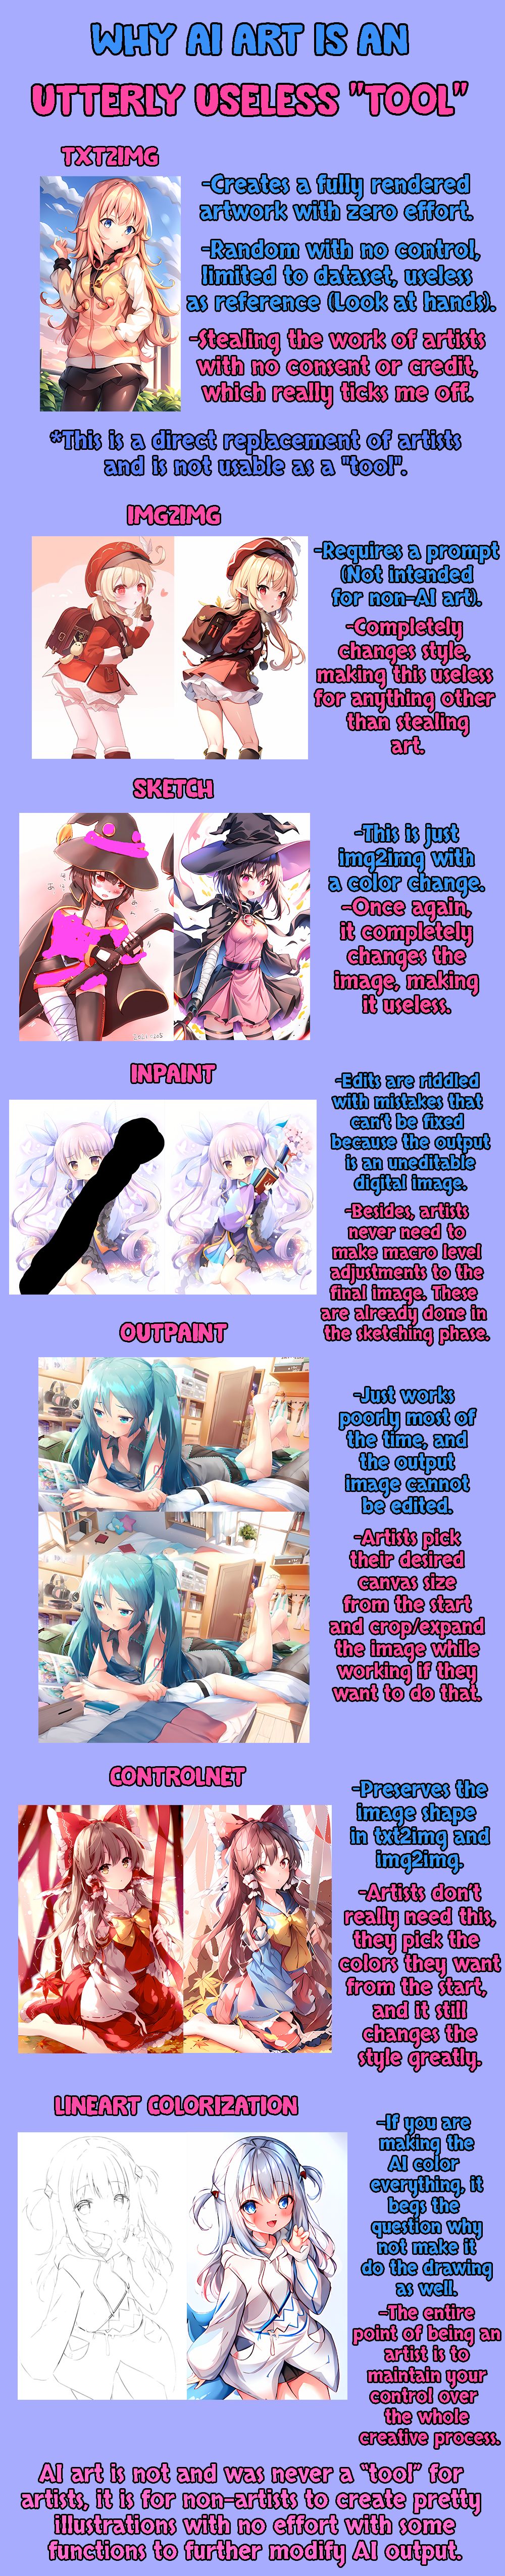 WHY AI ART IS AN
UTTERLY USELESS "TOOL"
TXT2IMG
-Creates a fully rendered
artwork with zero effort.
-Random with no control,
limited to dataset, useless
as reference (Look at hands).
-Stealing the work of artists
with no consent or credit,
which really ticks me off.
*This is a direct replacement of artists
and is not usable as a "tool".
IMG2IMG
-Requires a prompt
(Not intended
for non-AI art).
-Completely
changes style,
making this useless
for anything other
than stealing
art.
SKETCH
-This is just
img2img with
a color change.
-Once again,
it completely
changes the
image, making
it useless.
INPAINT
-Edits are riddled
with mistakes that
can't be fixed
because the output
is an uneditable
digital image.
-Besides, artists
never need to
make macro level
adjustments to the
final image. These
are already done in
the sketching phase.
OUTPAINT
-Just works
poorly most of
the time, and
the output
image cannot
be edited.
-Artists pick
their desired
canvas size
from the start
and crop/expand
the image while
working if they
want to do that.
CONTROLNET
-Preserves the
image shape
in txt2img and
img2img.
-Artists don't
really need this,
they pick the
colors they want
from the start,
and it still
changes the
style greatly.
LINEART COLORIZATION
-If you are
making the
AI color
everything, it
begs the
question why
not make it
do the drawing
as well.
-The entire
point of being an
artist is to
maintain your
control over
the whole
creative process.
AI art is not and was never a "tool" for
artists, it is for non-artists to create pretty
illustrations with no effort with some
functions to further modify AI output.